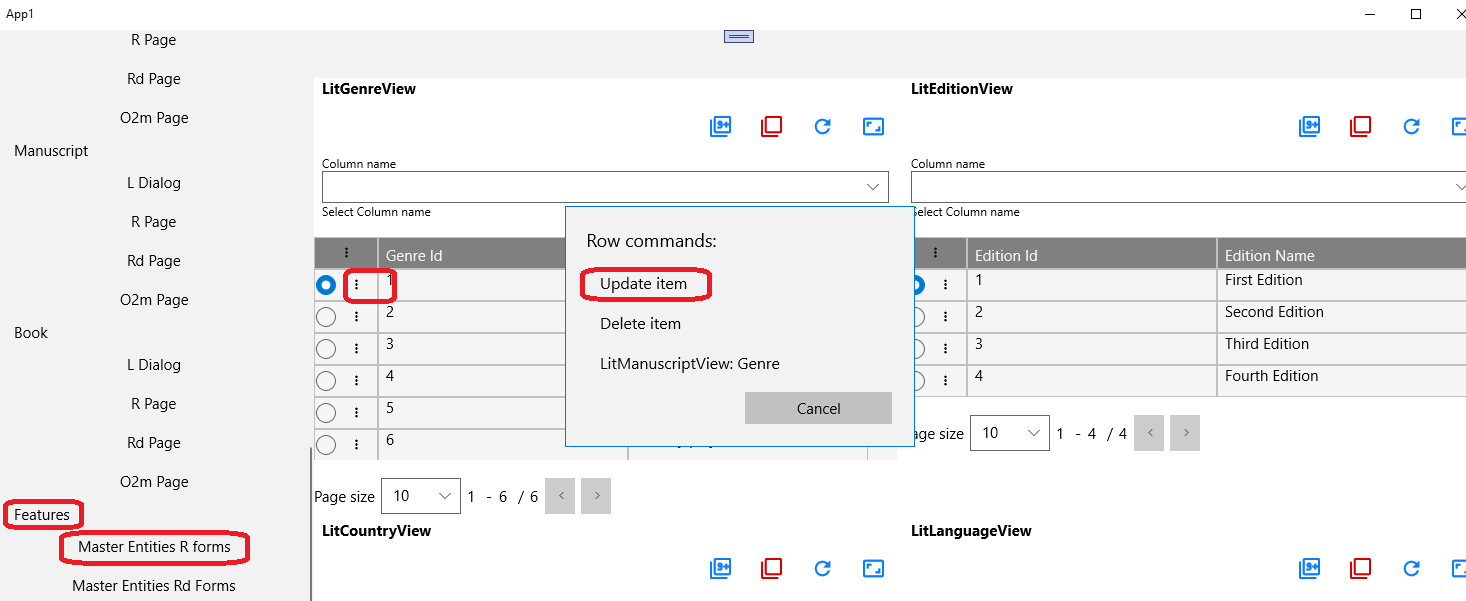 App1
R Page
Rd Page
O2m Page
Manuscript
L Dialog
R Page
Rd Page
O2m Page
Book
L Dialog
R Page
Rd Page
O2m Page
Features
Master Entities R forms
Master Entities Rd Forms
LitGenreView
9+
Column name
Select Column name
Genre Id
1
2
3
4
5
6
Page size 10 1 - 6 / 6 < >
LitCountryView
9+
Row commands:
Update item
Delete item
LitManuscriptView: Genre
Cancel
LitEditionView
9+
Column name
Select Column name
Edition Id Edition Name
1 First Edition
2 Second Edition
3 Third Edition
4 Fourth Edition
age size 10 1 - 4 / 4 < >
LitLanguageView
9+